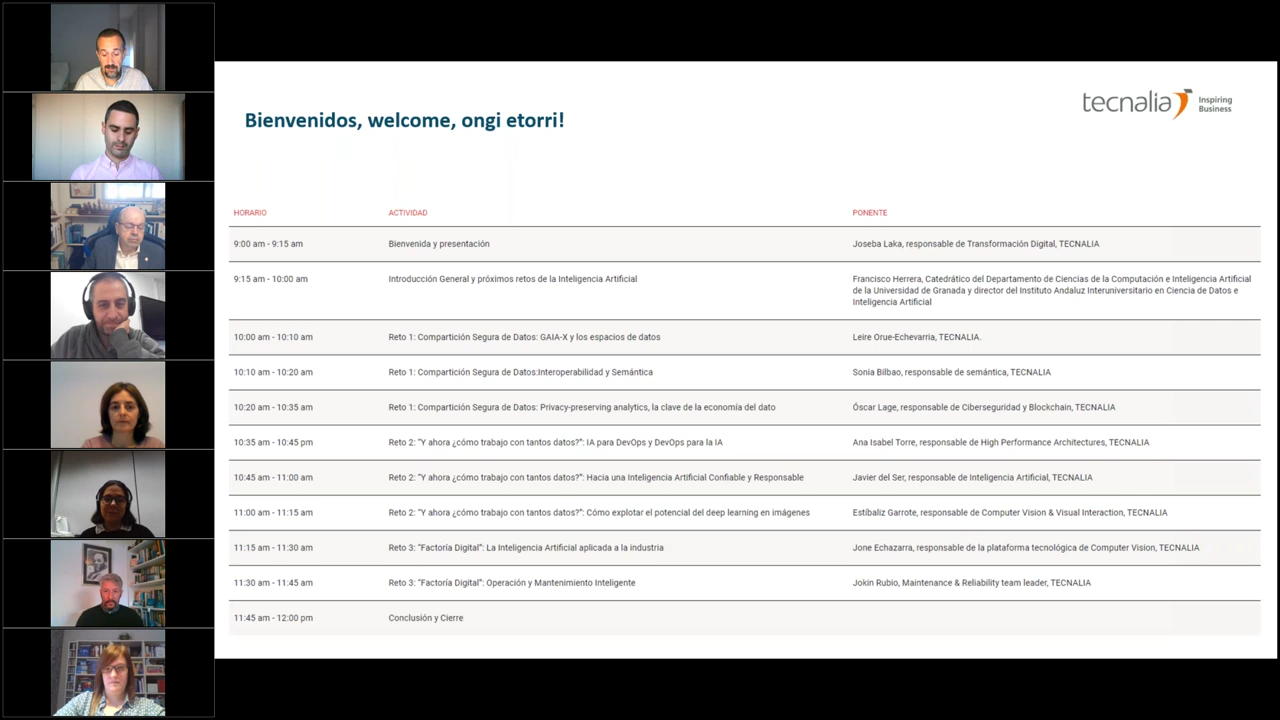 Bienvenidos, welcome, ongi etorri!
tecnalia
Inspiring
Business
HORARIO ACTIVIDAD PONENTE
9:00 am - 9:15 am Bienvenida y presentación Joseba Laka, responsable de Transformación Digital, TECNALIA
9:15 am - 10:00 am Introducción General y próximos retos de la Inteligencia Artificial Francisco Herrera, Catedrático del Departamento de Ciencias de la Computación e Inteligencia Artificial
de la Universidad de Granada y director del Instituto Andaluz Interuniversitario en Ciencia de Datos e
Inteligencia Artificial
10:00 am - 10:10 am Reto 1: Compartición Segura de Datos: GAIA-X y los espacios de datos Leire Orue-Echevarria, TECNALIA.
10:10 am - 10:20 am Reto 1: Compartición Segura de Datos:Interoperabilidad y Semántica Sonia Bilbao, responsable de semántica, TECNALIA
10:20 am - 10:35 am Reto 1: Compartición Segura de Datos: Privacy-preserving analytics, la clave de la economía del dato Óscar Lage, responsable de Ciberseguridad y Blockchain, TECNALIA
10:35 am - 10:45 pm Reto 2: “Y ahora ¿cómo trabajo con tantos datos?”: IA para DevOps y DevOps para la IA Ana Isabel Torre, responsable de High Performance Architectures, TECNALIA
10:45 am - 11:00 am Reto 2: “Y ahora ¿cómo trabajo con tantos datos?”: Hacia una Inteligencia Artificial Confiable y Responsable Javier del Ser, responsable de Inteligencia Artificial, TECNALIA
11:00 am - 11:15 am Reto 2: “Y ahora ¿cómo trabajo con tantos datos?”: Cómo explotar el potencial del deep learning en imágenes Estíbaliz Garrote, responsable de Computer Vision & Visual Interaction, TECNALIA
11:15 am - 11:30 am Reto 3: “Factoría Digital”: La Inteligencia Artificial aplicada a la industria Jone Echazarra, responsable de la plataforma tecnológica de Computer Vision, TECNALIA
11:30 am - 11:45 am Reto 3: “Factoría Digital”: Operación y Mantenimiento Inteligente Jokin Rubio, Maintenance & Reliability team leader, TECNALIA
11:45 am - 12:00 pm Conclusión y Cierre